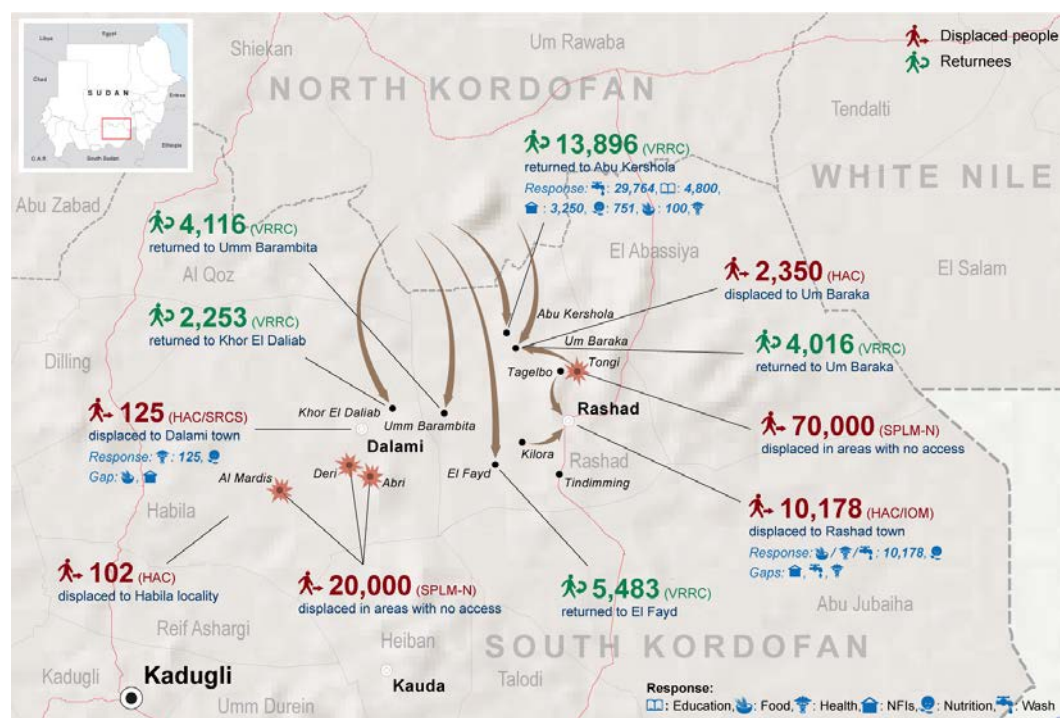 Libya
Egypt
Chad
SUDAN
Eritrea
Ethiopia
C.A.R
South Sudan
Displaced people
Returnees
Shiekan
Um Rawaba
NORTH KORDOFAN
Tendalti
WHITE NILE
13,896 (VRRC)
returned to Abu Kershola
Response: : 29,764, : 4,800,
: 3,250, : 751, : 100,
Abu Zabad
4,116 (VRRC)
returned to Umm Barambita
Al Qoz
El Abassiya
El Salam
2,350 (HAC)
displaced to Um Baraka
2,253 (VRRC)
returned to Khor El Daliab
Abu Kershola
Um Baraka
Tongi
Tagelbo
4,016 (VRRC)
returned to Um Baraka
Dilling
125 (HAC/SRCS)
displaced to Dalami town
Response: : 125,
Gap: ,
Khor El Daliab
Umm Barambita
Dalami
Rashad
70,000 (SPLM-N)
displaced in areas with no access
Al Mardis
Deri
Abri
El Fayd
Kilora
Rashad
Tindimming
Habila
10,178 (HAC/IOM)
displaced to Rashad town
Response: / / : 10,178,
Gaps: , ,
102 (HAC)
displaced to Habila locality
20,000 (SPLM-N)
displaced in areas with no access
5,483 (VRRC)
returned to El Fayd
Abu Jubaiha
Reif Ashargi
Heiban
SOUTH KORDOFAN
Kadugli
Kadugli
Kauda
Talodi
Umm Durein
Response:
: Education, : Food, : Health, : NFIs, : Nutrition, : Wash